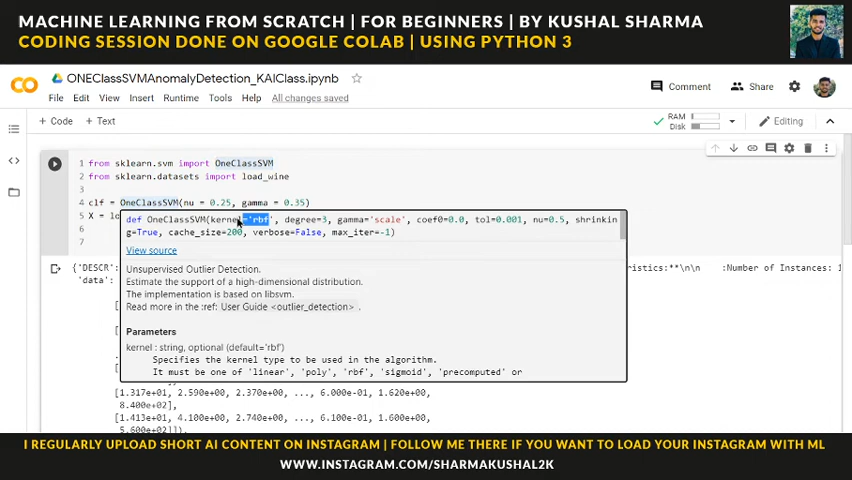 MACHINE LEARNING FROM SCRATCH | FOR BEGINNERS | BY KUSHAL SHARMA
CODING SESSION DONE ON GOOGLE COLAB | USING PYTHON 3
ONEClassSVMAnomalyDetection_KAIClass.ipynb
Comment
Share
File Edit View Insert Runtime Tools Help All changes saved
+ Code + Text
RAM
Disk
Editing
1 from sklearn.svm import OneClassSVM
2 from sklearn.datasets import load_wine
3
4 clf = OneClassSVM(nu = 0.25, gamma = 0.35)
5 X = lo
6
7
def OneClassSVM(kernel='rbf', degree=3, gamma='scale', coef0=0.0, tol=0.001, nu=0.5, shrinkin
g=True, cache_size=200, verbose=False, max_iter=-1)
View source
Unsupervised Outlier Detection.
Estimate the support of a high-dimensional distribution.
The implementation is based on libsvm.
Read more in the :ref: User Guide <outlier_detection> .
Parameters
kernel : string, optional (default='rbf')
Specifies the kernel type to be used in the algorithm.
It must be one of 'linear', 'poly', 'rbf', 'sigmoid', 'precomputed' or
{'DESCR':
ristics:**\n\n :Number of Instances: 1
'data':
[1.317e+01, 2.590e+00, 2.370e+00, ..., 6.000e-01, 1.620e+00,
8.400e+02],
[1.413e+01, 4.100e+00, 2.740e+00, ..., 6.100e-01, 1.600e+00,
5.600e+02]]),
I REGULARLY UPLOAD SHORT AI CONTENT ON INSTAGRAM | FOLLOW ME THERE IF YOU WANT TO LOAD YOUR INSTAGRAM WITH ML
WWW.INSTAGRAM.COM/SHARMAKUSHAL2K